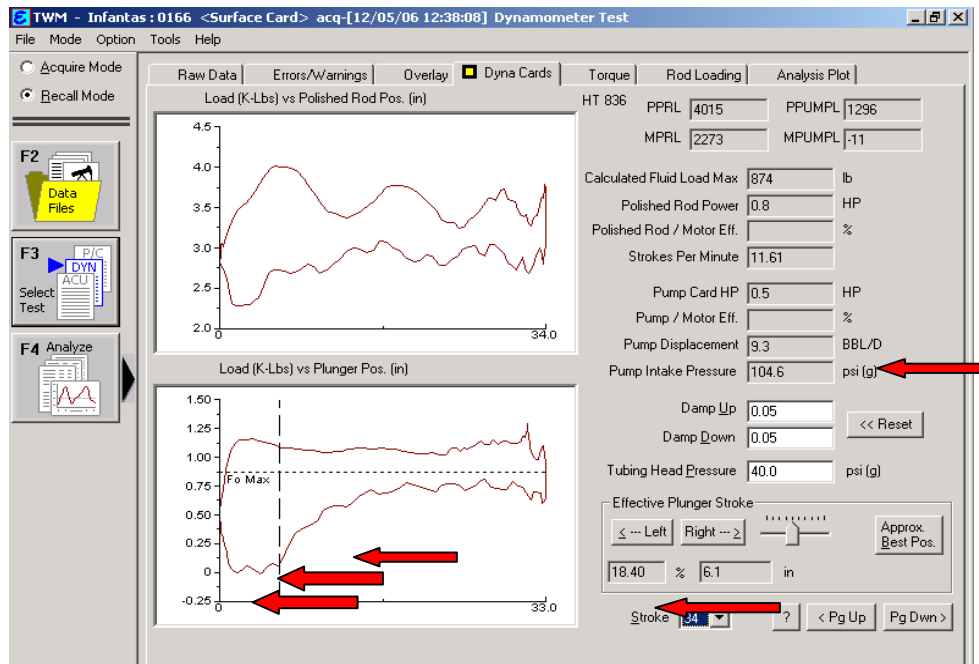 TWM - Infantas : 0166 <Surface Card> acq-[12/05/06 12:38:08] Dynamometer Test
File Mode Option Tools Help
Acquire Mode
Recall Mode
F2
Data
Files
F3
P/C
DYN
ACU
Select
Test
F4 Analyze
Raw Data Errors/Warnings Overlay Dyna Cards Torque Rod Loading Analysis Plot
Load (K-Lbs) vs Polished Rod Pos. (in)
4.5
4.0
3.5
3.0
2.5
2.0
0 34.0
Load (K-Lbs) vs Plunger Pos. (in)
1.50
1.25
1.00
Fo Max
0.75
0.50
0.25
0
-0.25
0 33.0
HT 836
PPRL 4015 PPUMPL 1296
MPRL 2273 MPUMPL -11
Calculated Fluid Load Max 874 lb
Polished Rod Power 0.8 HP
Polished Rod / Motor Eff. %
Strokes Per Minute 11.61
Pump Card HP 0.5 HP
Pump / Motor Eff. %
Pump Displacement 9.3 BBL/D
Pump Intake Pressure 104.6 psi (g)
Damp Up 0.05
Damp Down 0.05
<< Reset
Tubing Head Pressure 40.0 psi (g)
Effective Plunger Stroke
< --- Left Right --- >
Approx.
Best Pos.
18.40 % 6.1 in
Stroke 34 ? < Pg Up Pg Dwn >